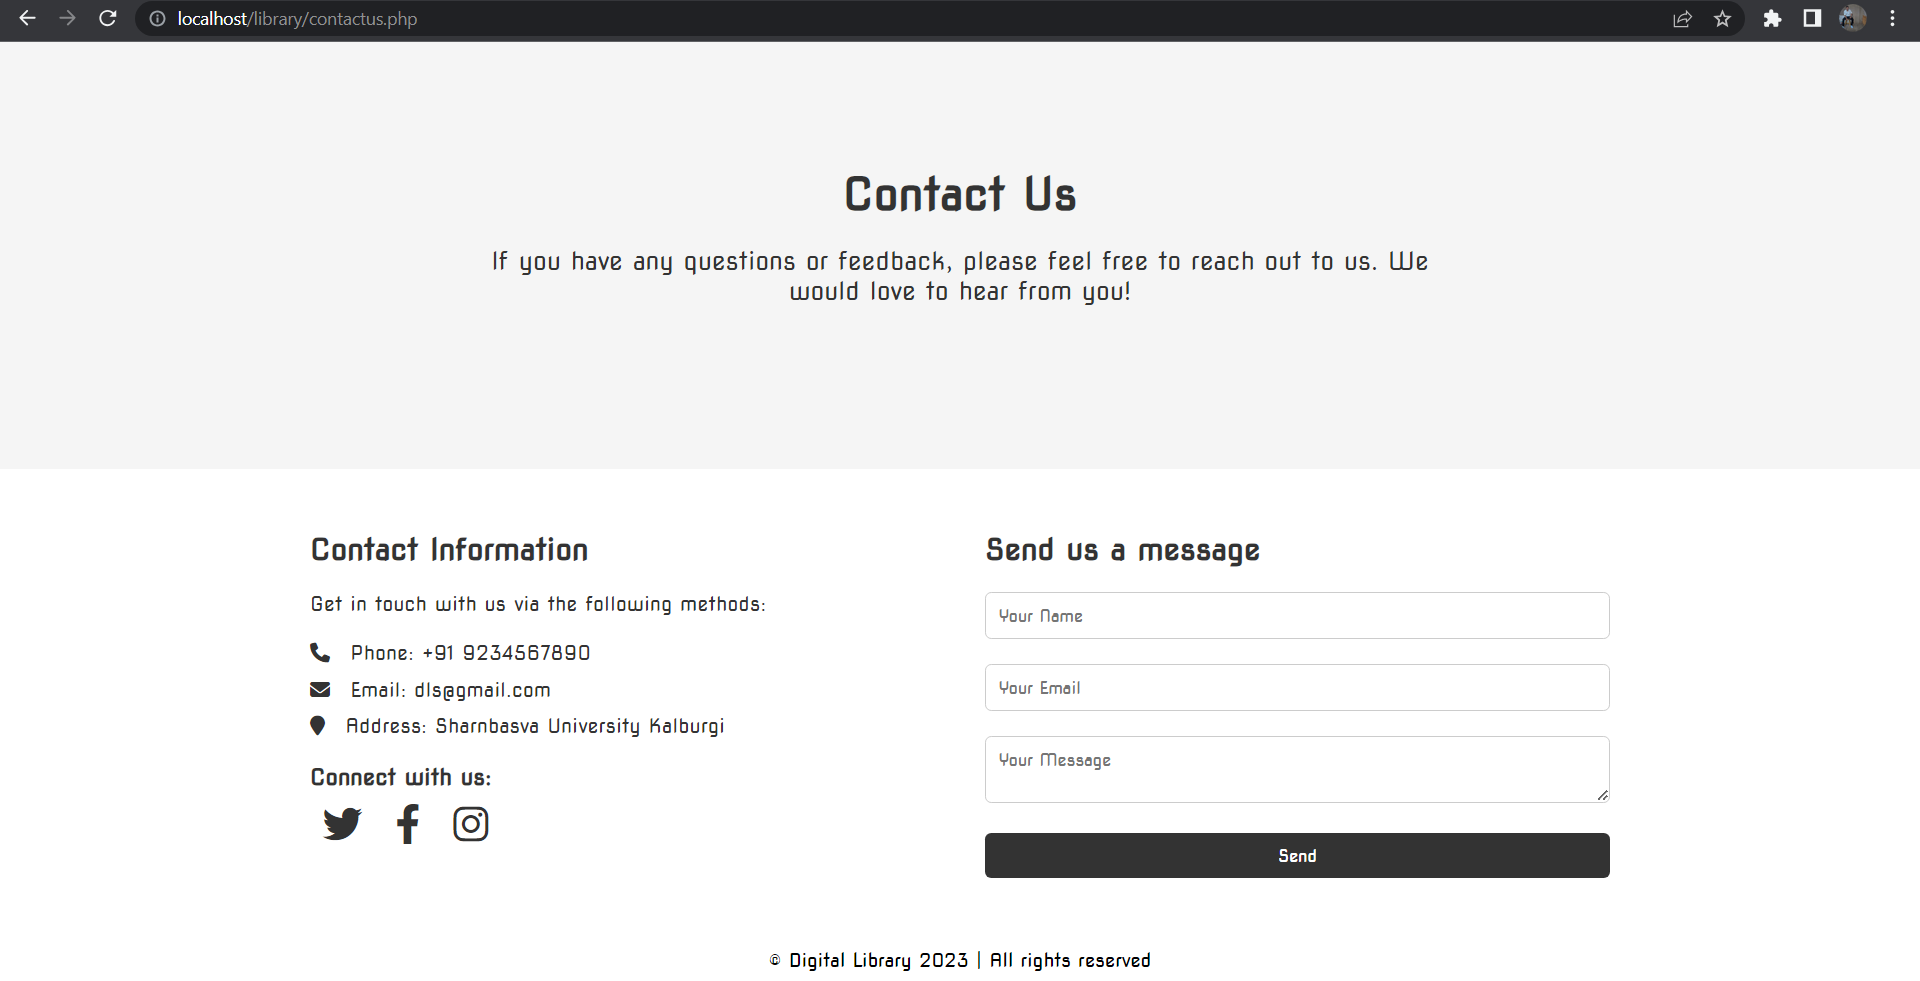 localhost/library/contactus.php
Contact Us
If you have any questions or feedback, please feel free to reach out to us. We
would love to hear from you!
Contact Information
Get in touch with us via the following methods:
Phone: +91 9234567890
Email: dls@gmail.com
Address: Sharnbasva University Kalburgi
Connect with us:
Send us a message
Your Name
Your Email
Your Message
Send
© Digital Library 2023 | All rights reserved